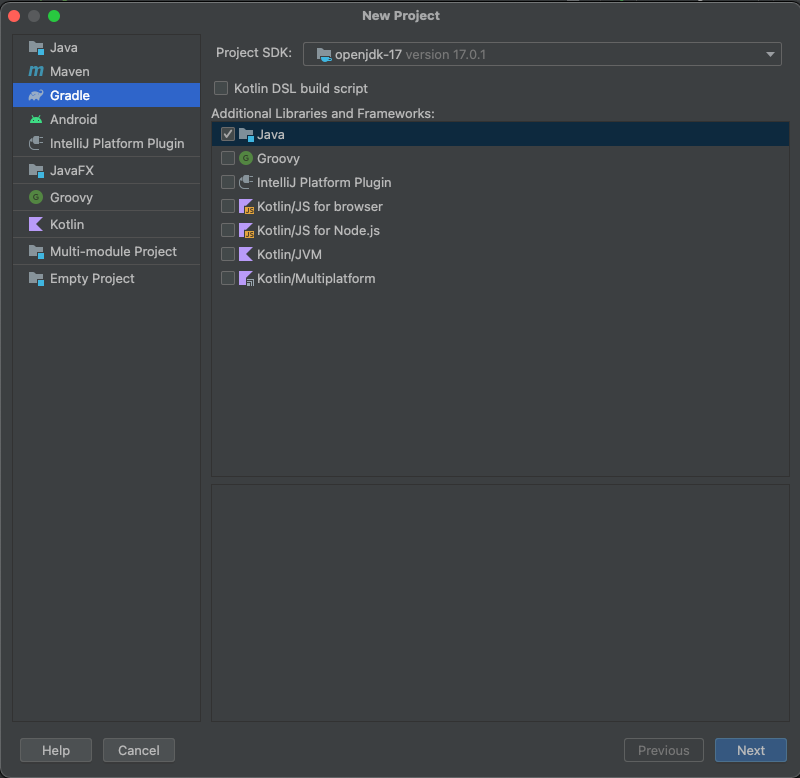 New Project
Java
Maven
Gradle
Android
IntelliJ Platform Plugin
JavaFX
Groovy
Kotlin
Multi-module Project
Empty Project
Project SDK: openjdk-17 version 17.0.1
Kotlin DSL build script
Additional Libraries and Frameworks:
Java
Groovy
IntelliJ Platform Plugin
Kotlin/JS for browser
Kotlin/JS for Node.js
Kotlin/JVM
Kotlin/Multiplatform
Help Cancel Previous Next